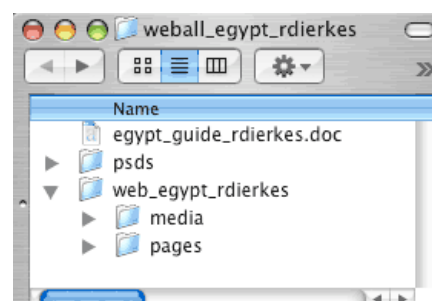 weball_egypt_rdierkes
Name
egypt_guide_rdierkes.doc
psds
web_egypt_rdierkes
media
pages